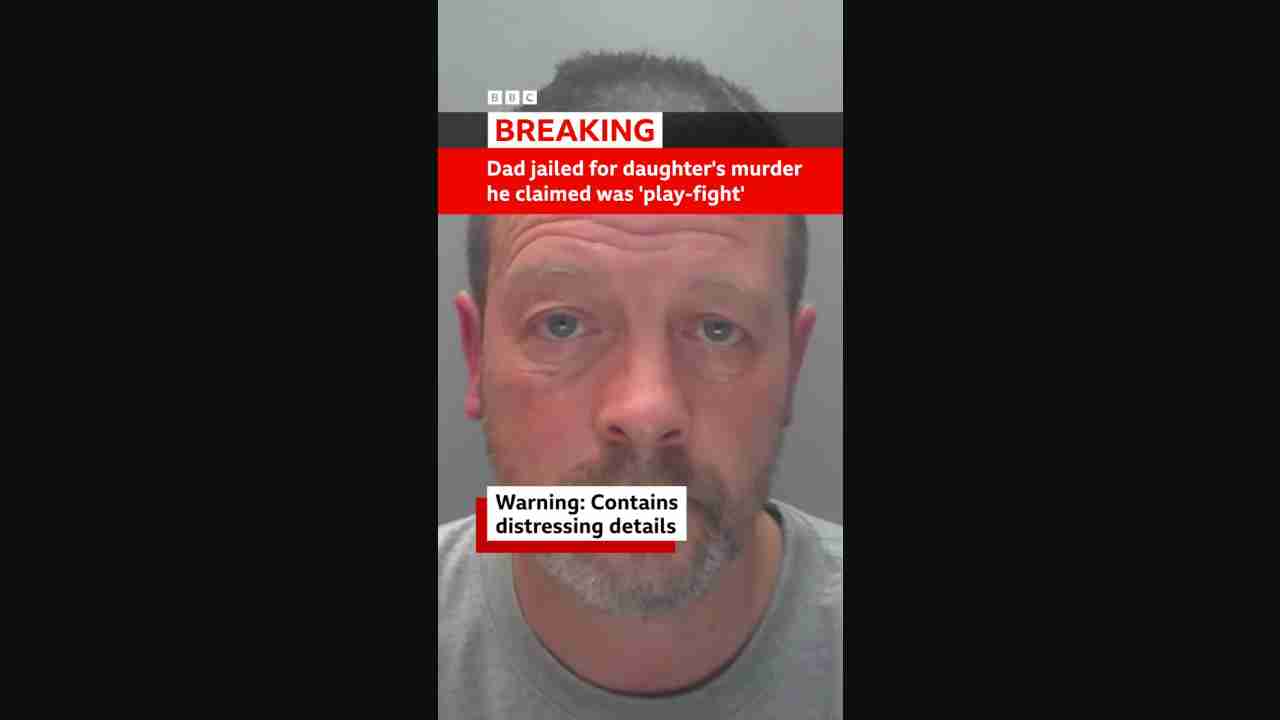 BBC
BREAKING
Dad jailed for daughter's murder
he claimed was 'play-fight'
Warning: Contains
distressing details